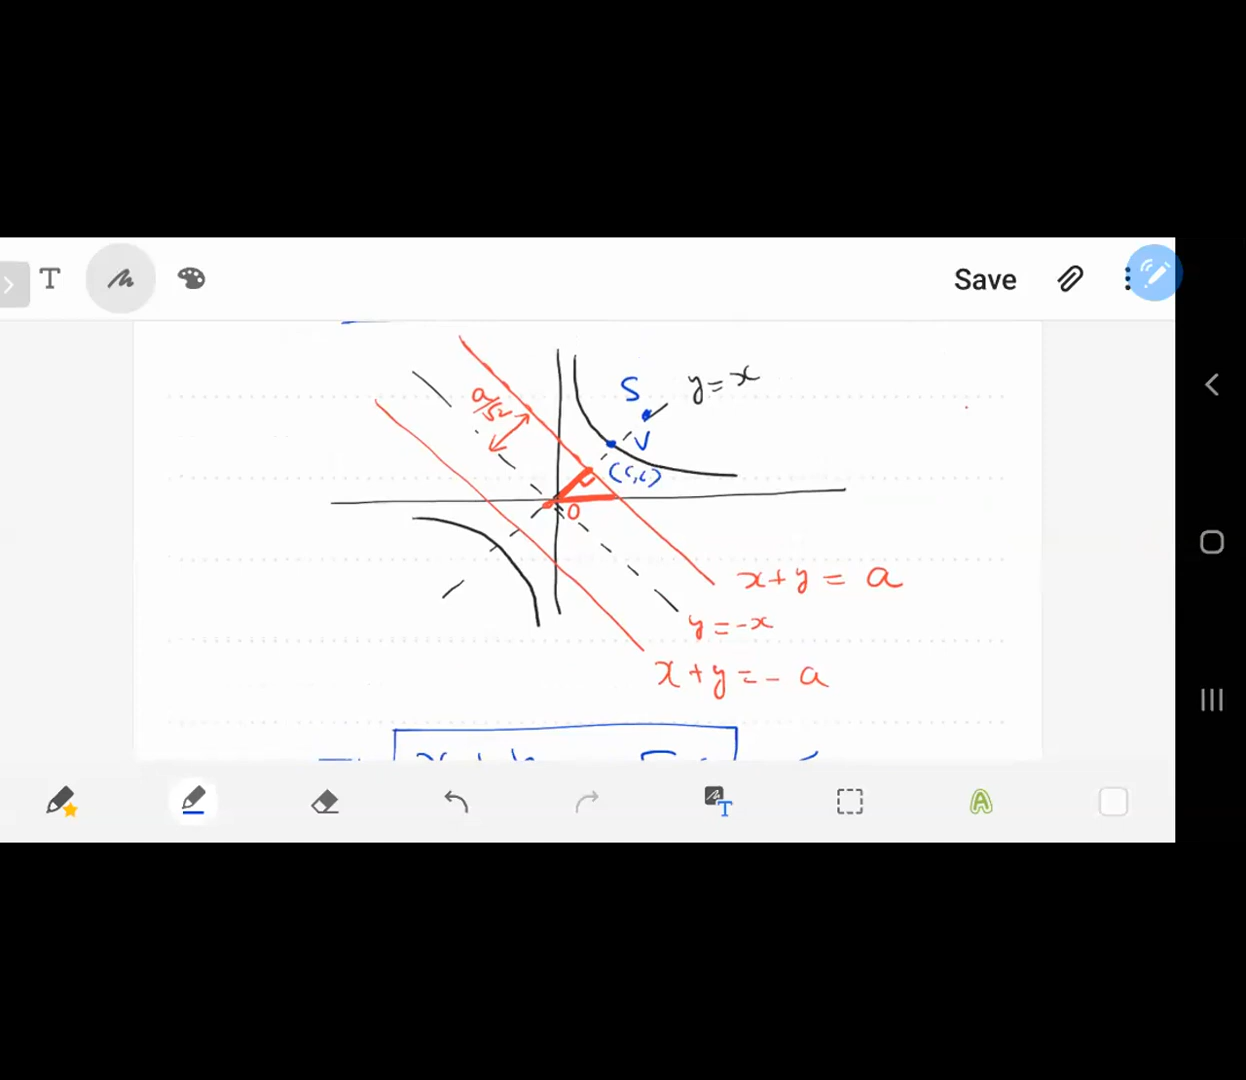 T
Save
S
y = x
a/√2
V
(c,c)
O
x+y = a
y = -x
x+y = - a
T
A